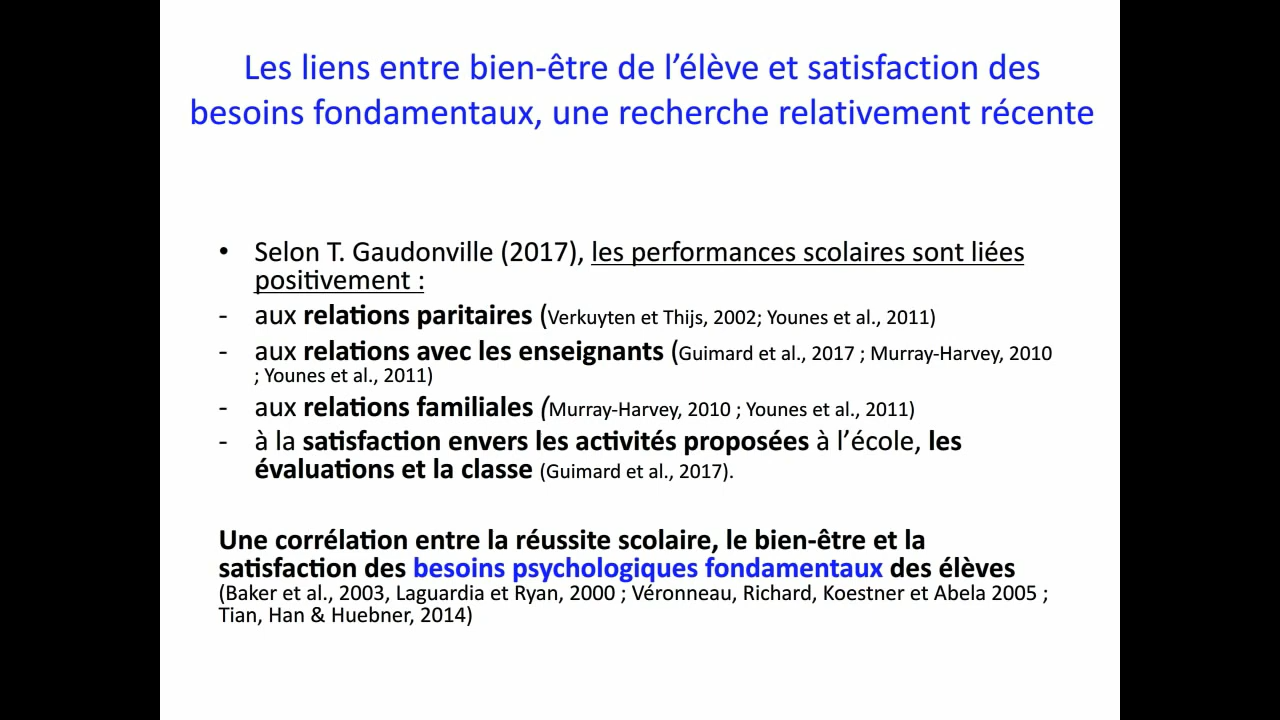 Les liens entre bien-être de l’élève et satisfaction des
besoins fondamentaux, une recherche relativement récente
• Selon T. Gaudonville (2017), les performances scolaires sont liées
positivement :
- aux relations paritaires (Verkuyten et Thijs, 2002; Younes et al., 2011)
- aux relations avec les enseignants (Guimard et al., 2017 ; Murray-Harvey, 2010
; Younes et al., 2011)
- aux relations familiales (Murray-Harvey, 2010 ; Younes et al., 2011)
- à la satisfaction envers les activités proposées à l’école, les
évaluations et la classe (Guimard et al., 2017).
Une corrélation entre la réussite scolaire, le bien-être et la
satisfaction des besoins psychologiques fondamentaux des élèves
(Baker et al., 2003, Laguardia et Ryan, 2000 ; Véronneau, Richard, Koestner et Abela 2005 ;
Tian, Han & Huebner, 2014)